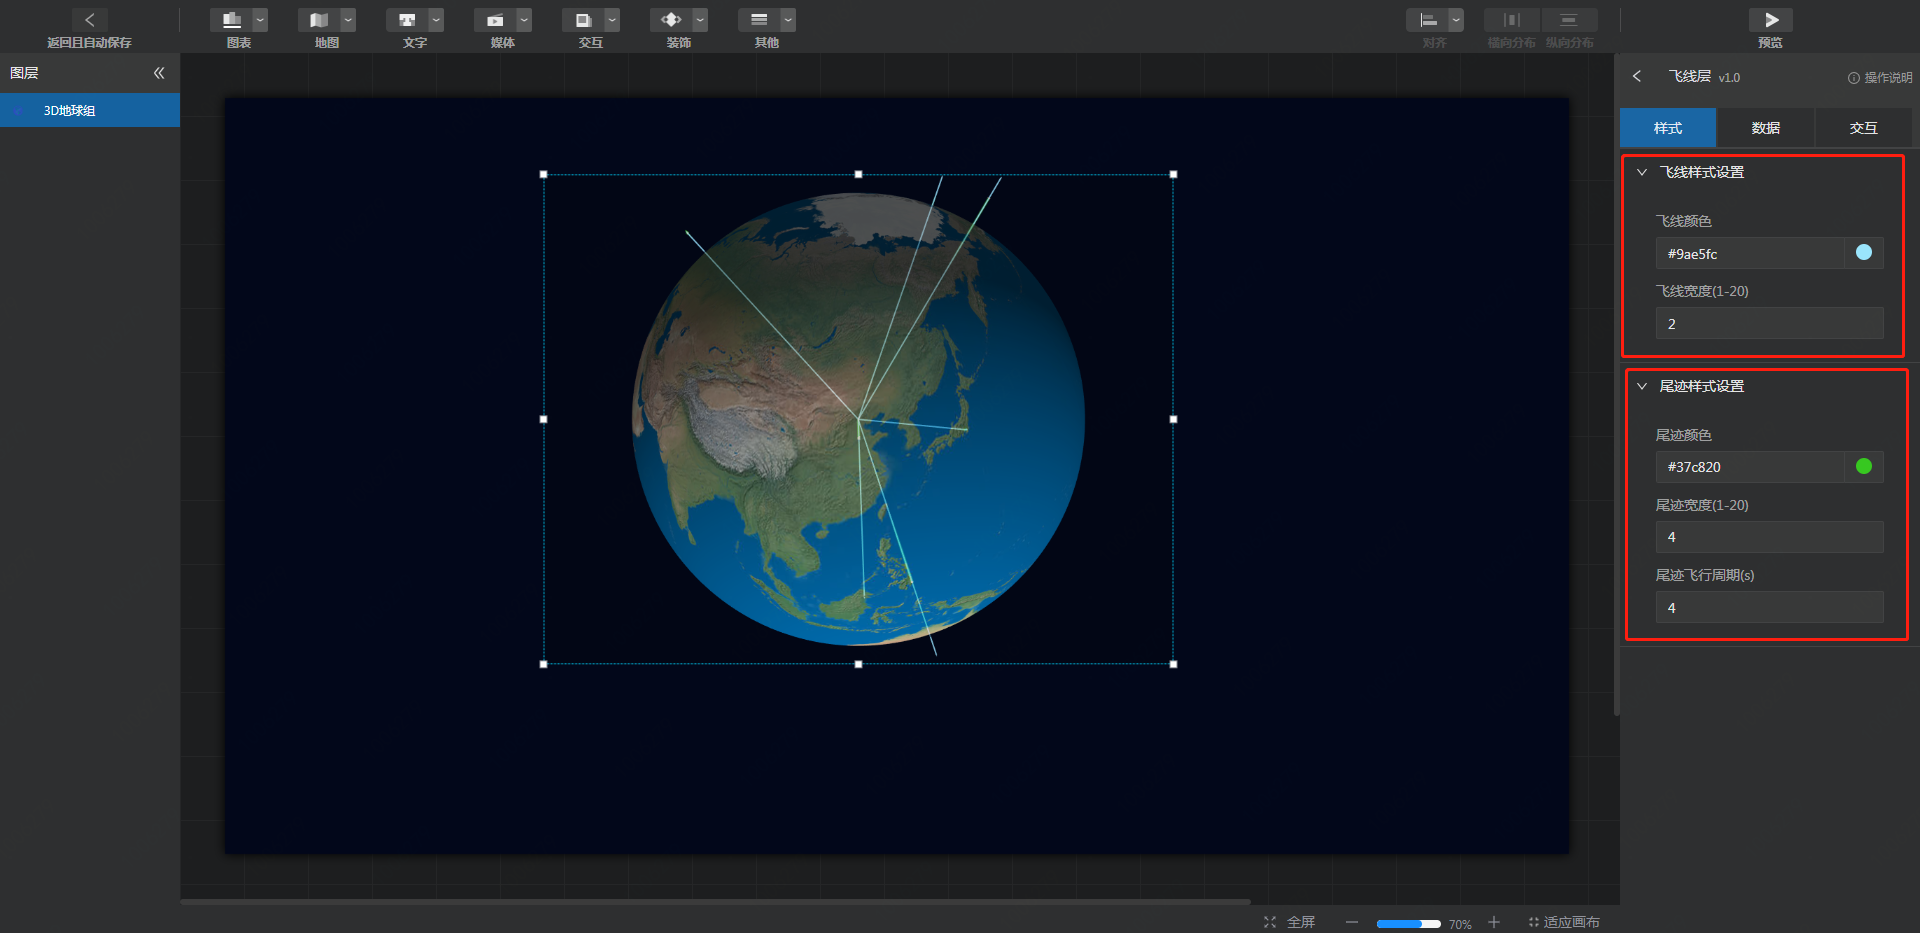 返回且自动保存
图表
地图
文字
媒体
交互
装饰
其他
对齐
横向分布
纵向分布
预览
图层
3D地球组
飞线层 v1.0
操作说明
样式
数据
交互
飞线样式设置
飞线颜色
#9ae5fc
飞线宽度(1-20)
2
尾迹样式设置
尾迹颜色
#37c820
尾迹宽度(1-20)
4
尾迹飞行周期(s)
4
全屏
70%
适应画布